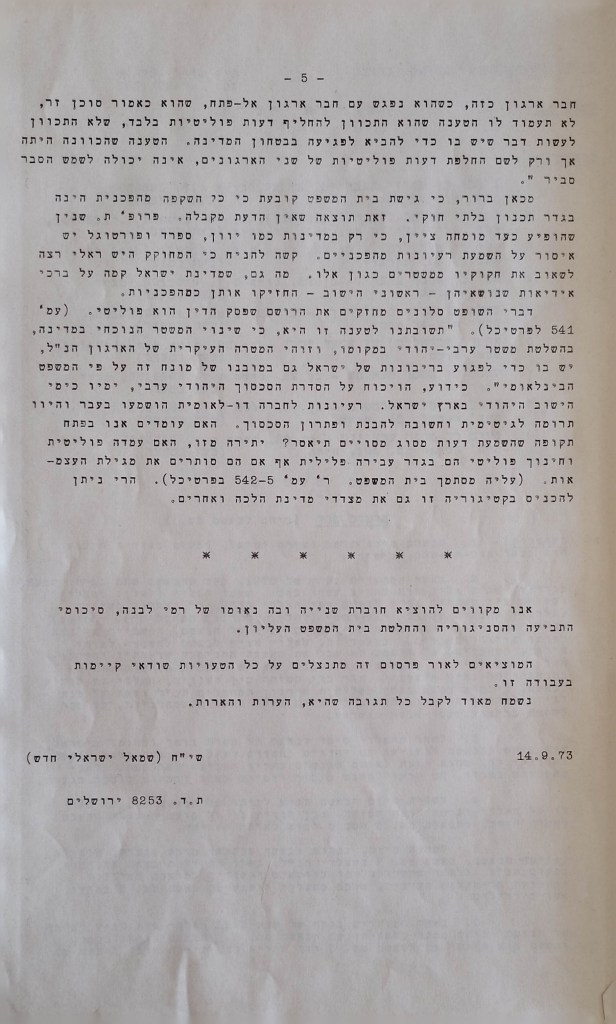 - 5 -
חבר ארגון כזה, כשהוא נפגש עם חבר ארגון אל-פתח, שהוא כאמור סוכן זר,
לא תעמוד לו הטענה שהוא התכוון להחליף דעות פוליטיות בלבד, שלא התכוון
לעשות דבר שיש בו כדי להביא לפגיעה בבטחון המדינה. הטענה שהכוונה היתה
אך ורק לשם החלפת דעות פוליטיות של שני הארגונים, אינה יכולה לשמש הסבר
סביר".
מכאן ברור, כי גישת בית המשפט קובעת כי כל השקפה מהפכנית הינה
בגדר תכנון בלתי חוקי. זאת תוצאה שאין הדעת מקבלה. פרופ' ת. שנין
שהופיע כעד מומחה ציין, כי רק במדינות כמו יוון, ספרד ופורטוגל יש
איסור על השמעת רעיונות מהפכניים. קשה להניח כי המחוקק היש ראלי רצה
לשאוב את חקוקיו ממשטרים כגון אלו. מה גם, שמדינת ישראל קמה על ברכי
אידיאות שנושאיהן - ראשוני הישוב - החזיקו אותן כמהפכניות.
דברי השופט סלונים מחזקים את הרושם שפסק הדין הוא פוליטי. (עמ'
541 לפרטיכל). "תשובתנו לטענה זו היא, כי שינוי המשטר הנוכחי במדינה,
בהשלטת משטר ערבי-יהודי במקומו, וזוהי המטרה העיקרית של הארגון הנ"ל,
יש בו כדי לפגוע בריבונות של ישראל גם במובנו של מונח זה על פי המשפט
הבינלאומי". כידוע, הויכוח על הסדרת הסכסוך היהודי ערבי, ימיו כימי
הישוב היהודי בארץ ישראל. רעיונות לחברה דו-לאומית הושמעו בעבר והיוו
תרומה לגיטימית וחשובה להבנת ופתרון הסכסוך. האם עומדים אנו בפתח
תקופה שהשמעת דעות מסוג מסויים תיאסר? יתירה מזו, האם עמדה פוליטית
וחינוך פוליטי הם בגדר עבירה פלילית אף אם הם סותרים את מגילת העצמ-
אות. (עליה מסתמך בית המשפט. ר' עמ' 542-5 בפרטיכל). הרי ניתן
להכניס בקטיגוריה זו גם את מצדדי מדינת הלכה ואחרים.
* * * * * *
אנו מקווים להוציא חוברת שנייה ובה נאומו של רמי לבנה, סיכומי
התביעה והסניגוריה והחלטת בית המשפט העליון.
המוציאים לאור פרסום זה מתנצלים על כל הטעויות שודאי קיימות
בעבודה זו.
נשמח מאוד לקבל כל תגובה שהיא, הערות והארות.
14.9.73 שי"ח (שמאל ישראלי חדש)
ת.ד. 8253 ירושלים